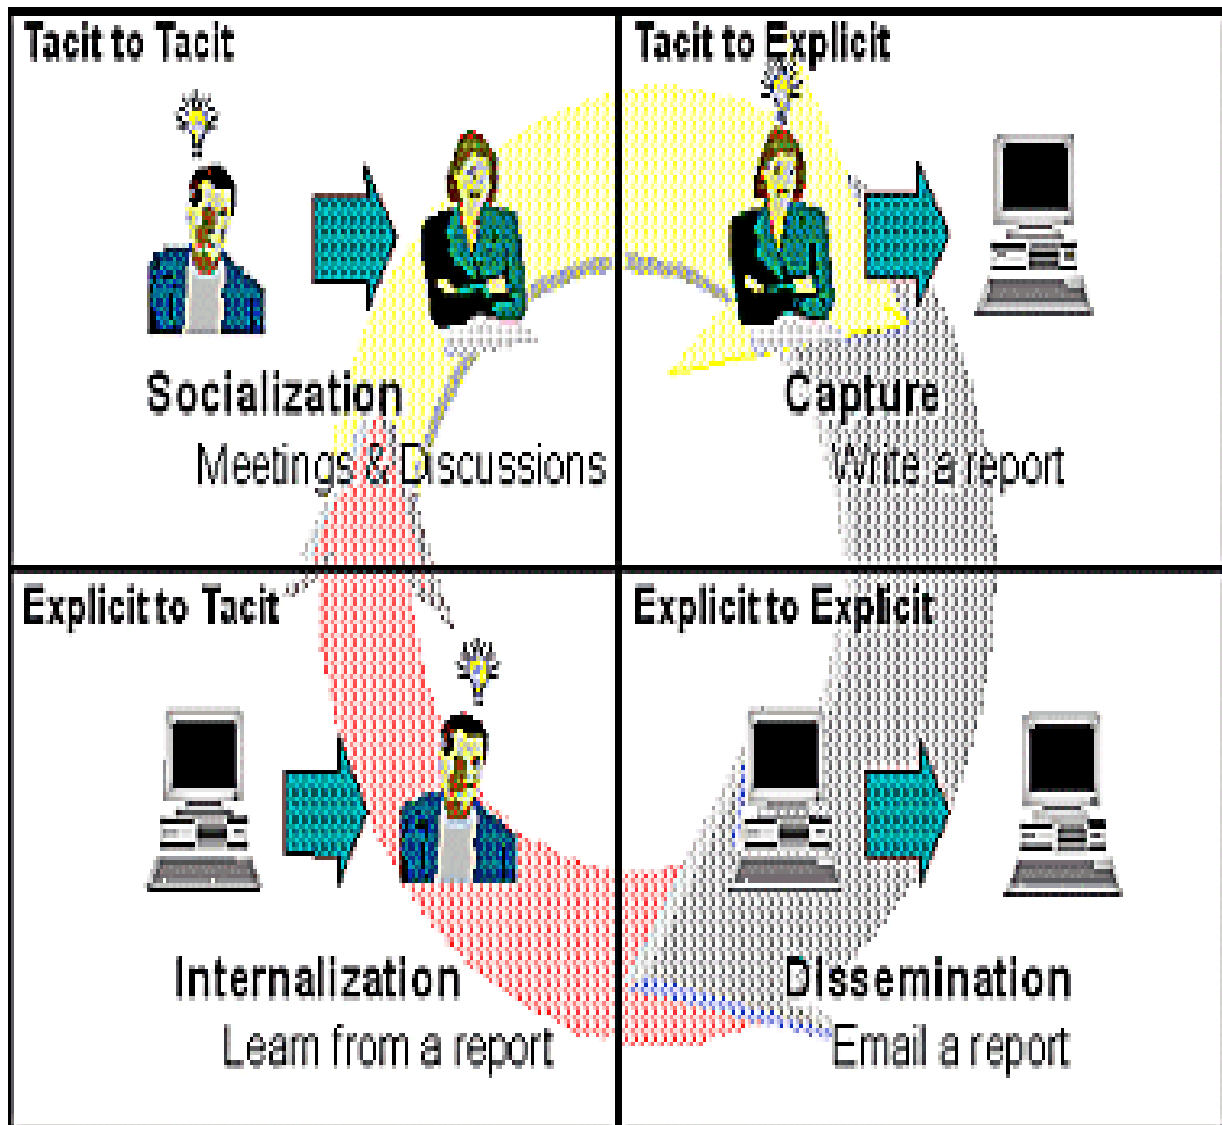 Tacit to Tacit
Socialization
Meetings & Discussions
Tacit to Explicit
Capture
Write a report
Explicit to Tacit
Internalization
Learn from a report
Explicit to Explicit
Dissemination
Email a report